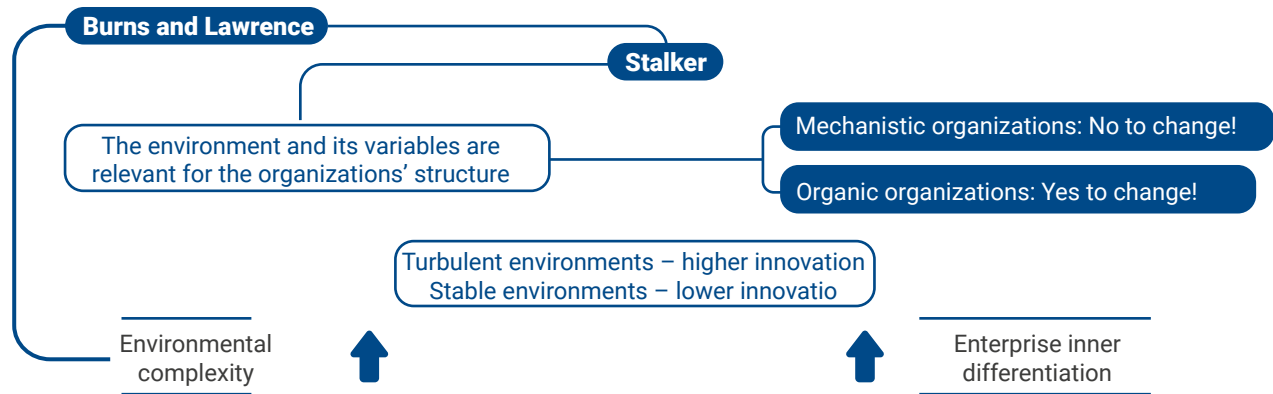 Burns and Lawrence
Stalker
The environment and its variables are
relevant for the organizations’ structure
Mechanistic organizations: No to change!
Organic organizations: Yes to change!
Turbulent environments – higher innovation
Stable environments – lower innovatio
Environmental
complexity
Enterprise inner
differentiation